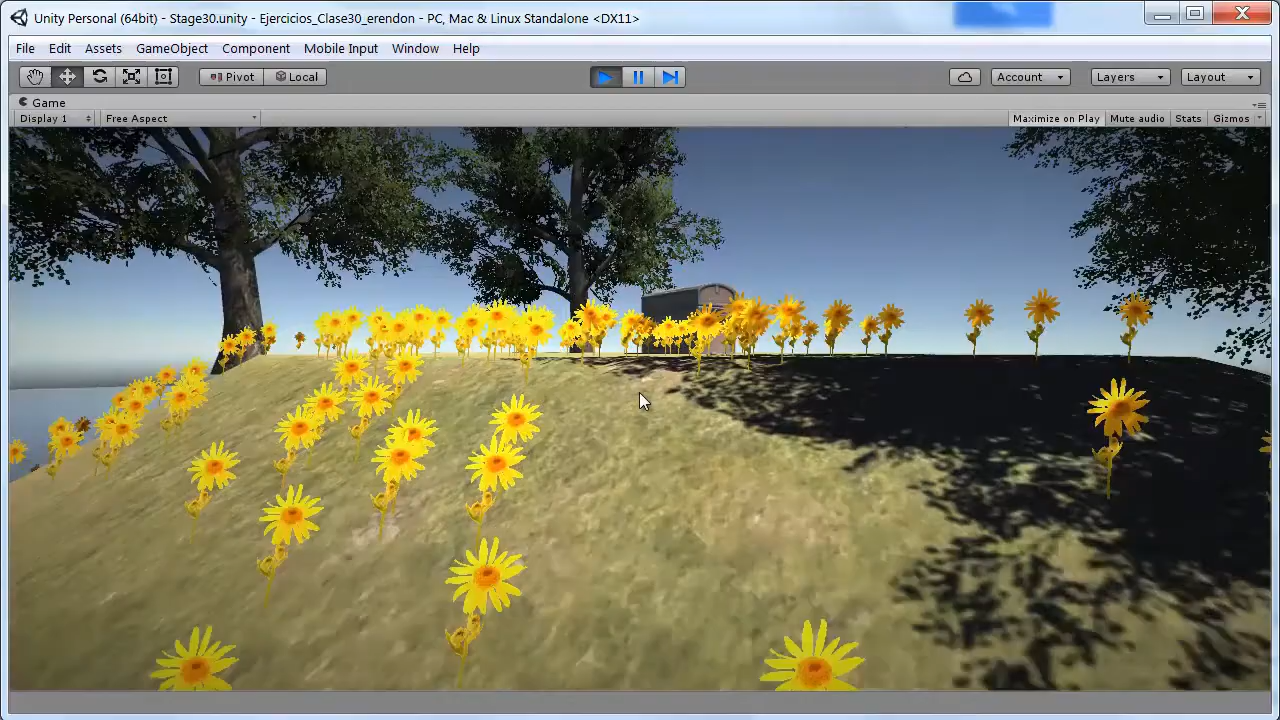 Unity Personal (64bit) - Stage30.unity - Ejercicios_Clase30_erendon - PC, Mac & Linux Standalone <DX11>
File Edit Assets GameObject Component Mobile Input Window Help
Pivot Local Account Layers Layout
Game
Display 1 Free Aspect Maximize on Play Mute audio Stats Gizmos